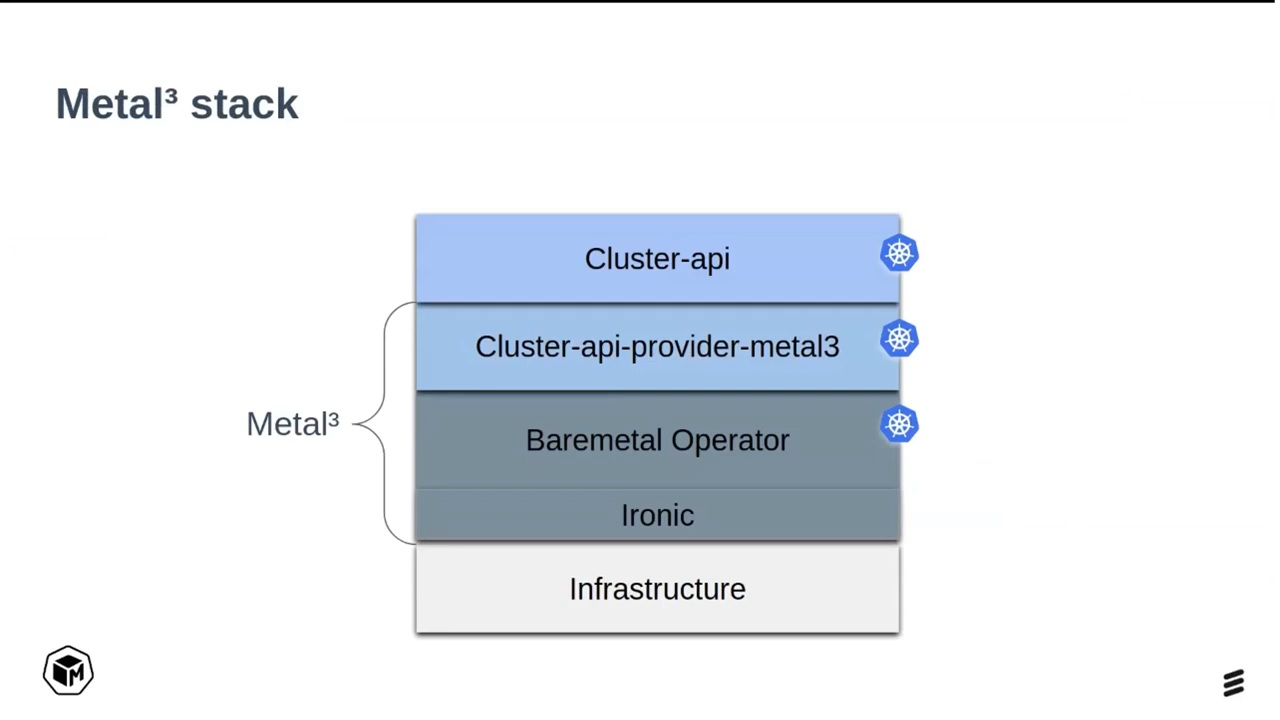 Metal³ stack
Cluster-api
Cluster-api-provider-metal3
Metal³
Baremetal Operator
Ironic
Infrastructure
M